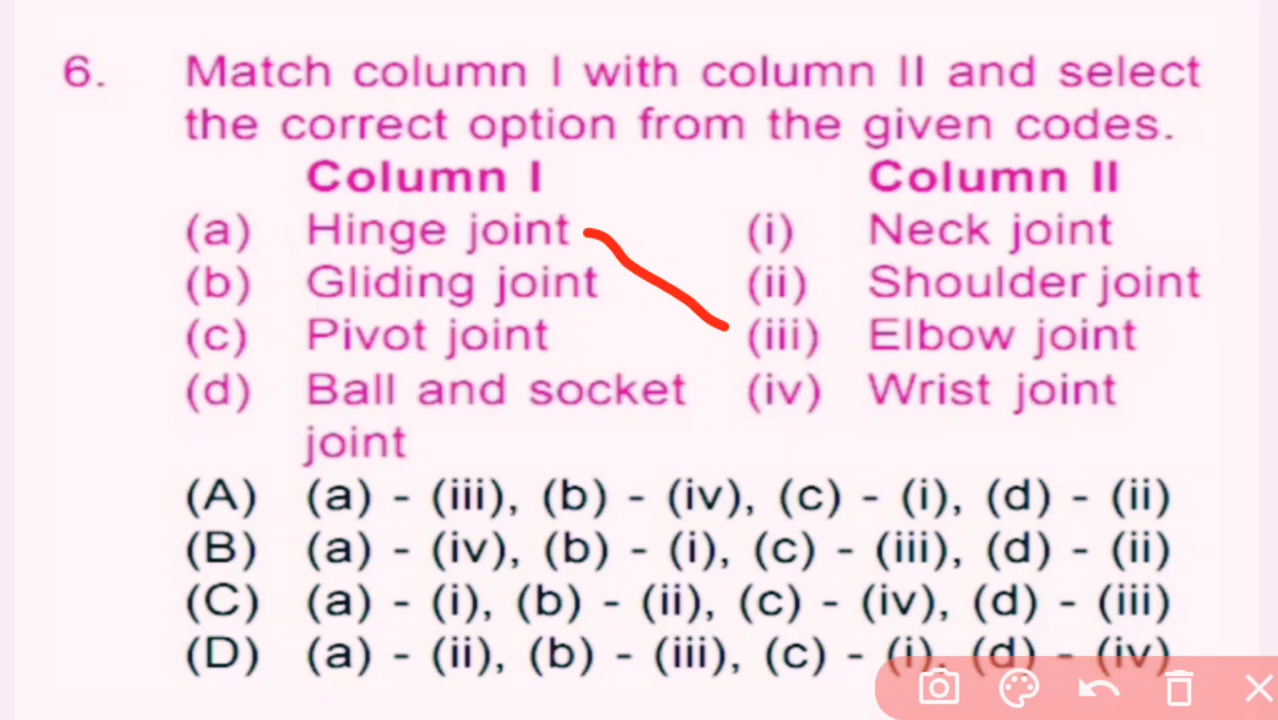 6. Match column I with column II and select
the correct option from the given codes.
Column I Column II
(a) Hinge joint (i) Neck joint
(b) Gliding joint (ii) Shoulder joint
(c) Pivot joint (iii) Elbow joint
(d) Ball and socket (iv) Wrist joint
joint
(A) (a) - (iii), (b) - (iv), (c) - (i), (d) - (ii)
(B) (a) - (iv), (b) - (i), (c) - (iii), (d) - (ii)
(C) (a) - (i), (b) - (ii), (c) - (iv), (d) - (iii)
(D) (a) - (ii), (b) - (iii), (c) - (i), (d) - (iv)